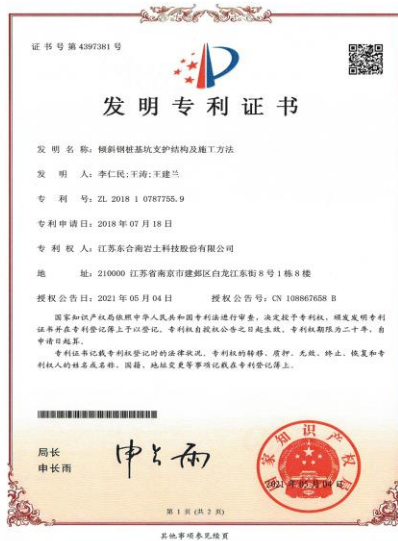 证书号第4397381号
发明专利证书
发 明 名 称：倾斜钢桩基坑支护结构及施工方法
发 明 人：李仁民;王涛;王建兰
专 利 号：ZL 2018 1 0787755.9
专利申请日：2018年07月18日
专 利 权 人：江苏东合南岩土科技股份有限公司
地 址：210000 江苏省南京市建邺区白龙江东街8号1栋8楼
授权公告日：2021年05月04日 授权公告号：CN 108867658 B
国家知识产权局依照中华人民共和国专利法进行审查，决定授予专利权，颁发发明专利
证书并在专利登记簿上予以登记。专利权自授权公告之日起生效。专利权期限为二十年，自
申请日起算。
专利证书记载专利权登记时的法律状况。专利权的转移、质押、无效、终止、恢复和专
利权人的姓名或名称、国籍、地址变更等事项记载在专利登记簿上。
局长
申长雨
申长雨
国家知识产权局
2021年05月04日
第 1 页 (共 2 页)
其他事项参见续页